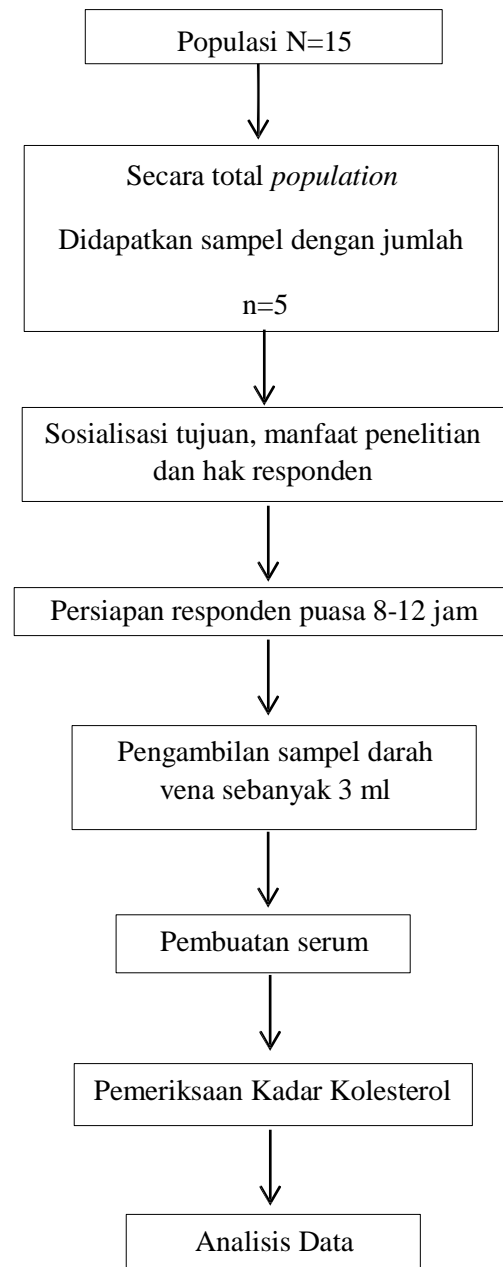 Populasi N=15
Secara total population
Didapatkan sampel dengan jumlah
n=5
Sosialisasi tujuan, manfaat penelitian
dan hak responden
Persiapan responden puasa 8-12 jam
Pengambilan sampel darah
vena sebanyak 3 ml
Pembuatan serum
Pemeriksaan Kadar Kolesterol
Analisis Data